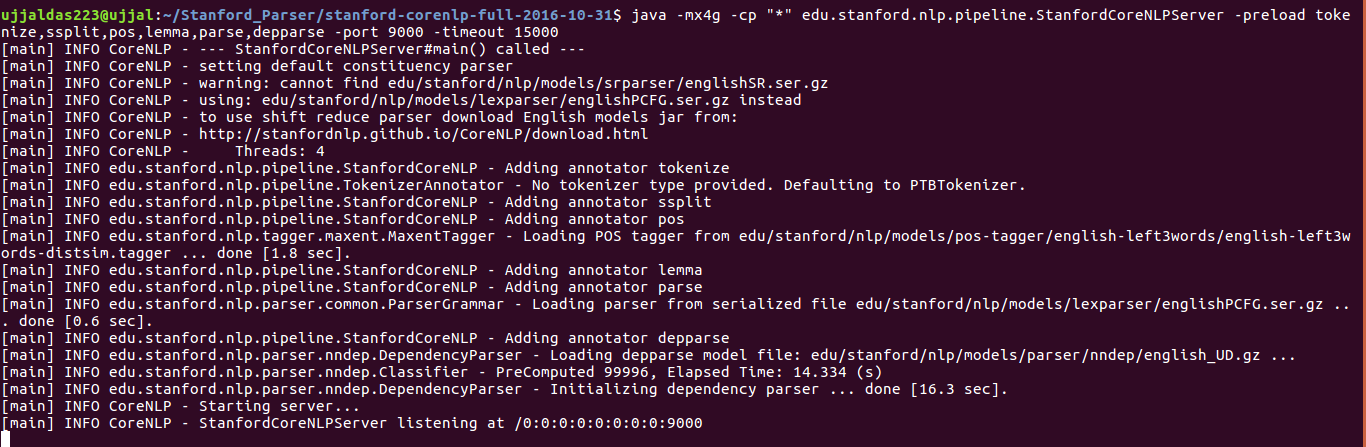 ujjaldas223@ujjal:~/Stanford_Parser/stanford-corenlp-full-2016-10-31$ java -mx4g -cp "*" edu.stanford.nlp.pipeline.StanfordCoreNLPServer -preload toke
nize,ssplit,pos,lemma,parse,depparse -port 9000 -timeout 15000
[main] INFO CoreNLP - --- StanfordCoreNLPServer#main() called ---
[main] INFO CoreNLP - setting default constituency parser
[main] INFO CoreNLP - warning: cannot find edu/stanford/nlp/models/srparser/englishSR.ser.gz
[main] INFO CoreNLP - using: edu/stanford/nlp/models/lexparser/englishPCFG.ser.gz instead
[main] INFO CoreNLP - to use shift reduce parser download English models jar from:
[main] INFO CoreNLP - http://stanfordnlp.github.io/CoreNLP/download.html
[main] INFO CoreNLP -     Threads: 4
[main] INFO edu.stanford.nlp.pipeline.StanfordCoreNLP - Adding annotator tokenize
[main] INFO edu.stanford.nlp.pipeline.TokenizerAnnotator - No tokenizer type provided. Defaulting to PTBTokenizer.
[main] INFO edu.stanford.nlp.pipeline.StanfordCoreNLP - Adding annotator ssplit
[main] INFO edu.stanford.nlp.pipeline.StanfordCoreNLP - Adding annotator pos
[main] INFO edu.stanford.nlp.tagger.maxent.MaxentTagger - Loading POS tagger from edu/stanford/nlp/models/pos-tagger/english-left3words/english-left3w
ords-distsim.tagger ... done [1.8 sec].
[main] INFO edu.stanford.nlp.pipeline.StanfordCoreNLP - Adding annotator lemma
[main] INFO edu.stanford.nlp.pipeline.StanfordCoreNLP - Adding annotator parse
[main] INFO edu.stanford.nlp.parser.common.ParserGrammar - Loading parser from serialized file edu/stanford/nlp/models/lexparser/englishPCFG.ser.gz ..
. done [0.6 sec].
[main] INFO edu.stanford.nlp.pipeline.StanfordCoreNLP - Adding annotator depparse
[main] INFO edu.stanford.nlp.parser.nndep.DependencyParser - Loading depparse model file: edu/stanford/nlp/models/parser/nndep/english_UD.gz ...
[main] INFO edu.stanford.nlp.parser.nndep.Classifier - PreComputed 99996, Elapsed Time: 14.334 (s)
[main] INFO edu.stanford.nlp.parser.nndep.DependencyParser - Initializing dependency parser ... done [16.3 sec].
[main] INFO CoreNLP - Starting server...
[main] INFO CoreNLP - StanfordCoreNLPServer listening at /0:0:0:0:0:0:0:0:9000